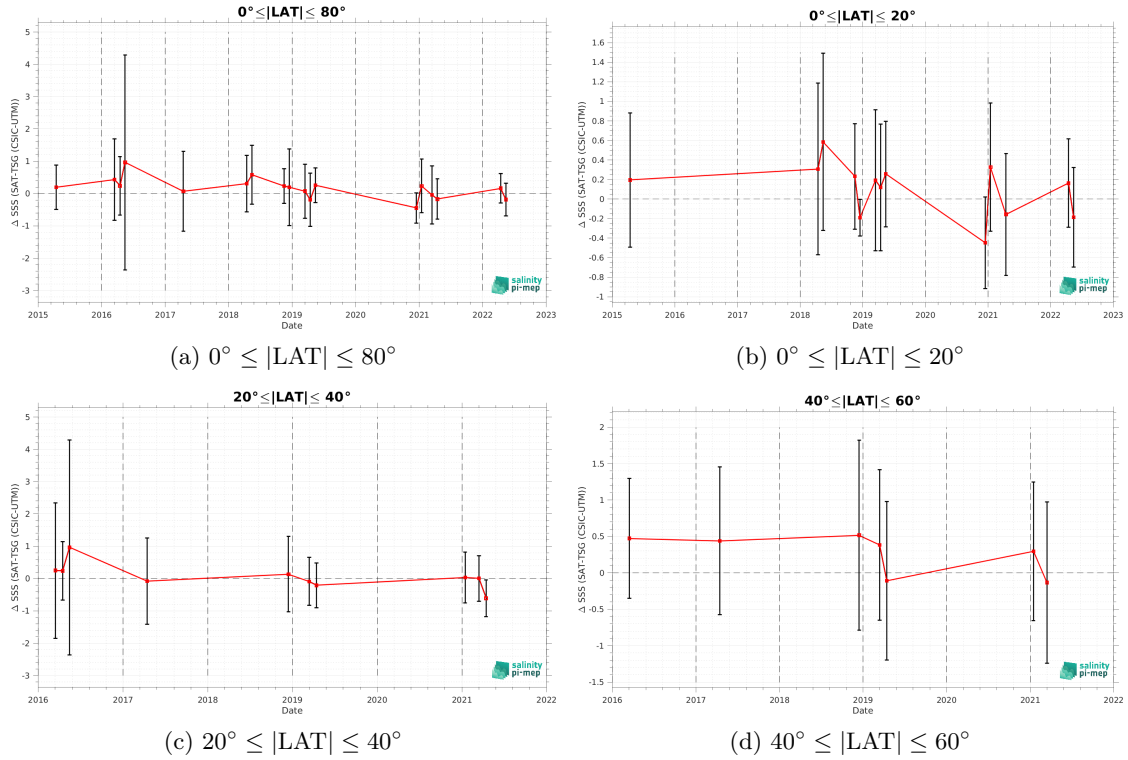 0°≤|LAT|≤ 80°
Δ SSS (SAT-TSG (CSIC-UTM))
5
4
3
2
1
0
-1
-2
-3
2015 2016 2017 2018 2019 2020 2021 2022 2023
Date
salinity
pi-mep
(a) 0° ≤ |LAT| ≤ 80°
0°≤|LAT|≤ 20°
Δ SSS (SAT-TSG (CSIC-UTM))
1.6
1.4
1.2
1
0.8
0.6
0.4
0.2
0
-0.2
-0.4
-0.6
-0.8
-1
2015 2016 2017 2018 2019 2020 2021 2022 2023
Date
salinity
pi-mep
(b) 0° ≤ |LAT| ≤ 20°
20°≤|LAT|≤ 40°
Δ SSS (SAT-TSG (CSIC-UTM))
5
4
3
2
1
0
-1
-2
-3
2016 2017 2018 2019 2020 2021 2022
Date
salinity
pi-mep
(c) 20° ≤ |LAT| ≤ 40°
40°≤|LAT|≤ 60°
Δ SSS (SAT-TSG (CSIC-UTM))
2
1.5
1
0.5
0
-0.5
-1
-1.5
2016 2017 2018 2019 2020 2021 2022
Date
salinity
pi-mep
(d) 40° ≤ |LAT| ≤ 60°